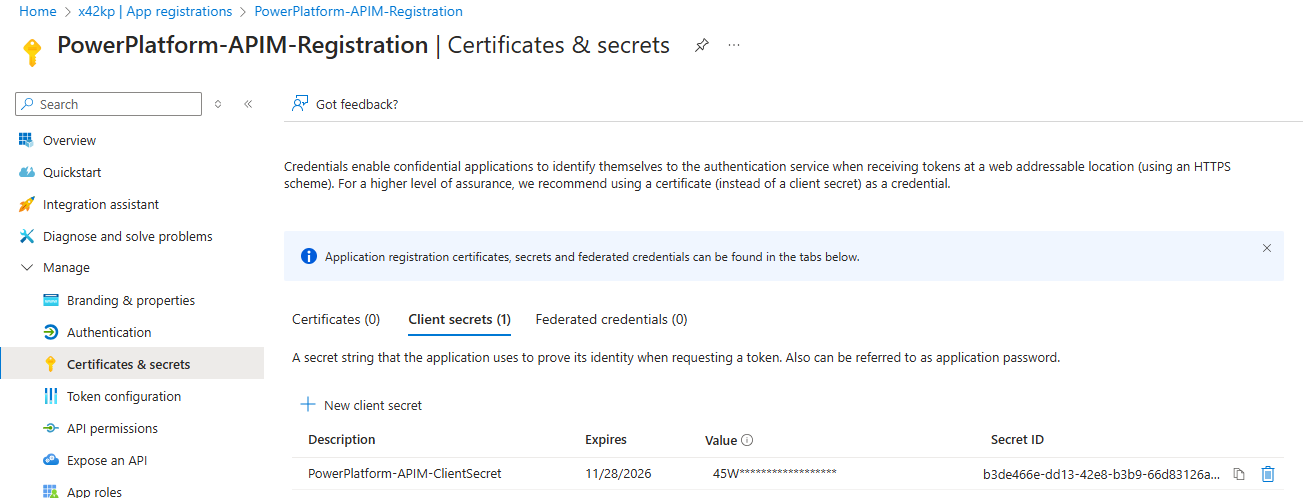 Home > x42kp | App registrations > PowerPlatform-APIM-Registration
PowerPlatform-APIM-Registration | Certificates & secrets
Search
Got feedback?
Overview
Quickstart
Integration assistant
Diagnose and solve problems
Manage
Branding & properties
Authentication
Certificates & secrets
Token configuration
API permissions
Expose an API
App roles
Credentials enable confidential applications to identify themselves to the authentication service when receiving tokens at a web addressable location (using an HTTPS
scheme). For a higher level of assurance, we recommend using a certificate (instead of a client secret) as a credential.
Application registration certificates, secrets and federated credentials can be found in the tabs below.
Certificates (0) Client secrets (1) Federated credentials (0)
A secret string that the application uses to prove its identity when requesting a token. Also can be referred to as application password.
New client secret
Description Expires Value Secret ID
PowerPlatform-APIM-ClientSecret 11/28/2026 45W****************** b3de466e-dd13-42e8-b3b9-66d83126a...